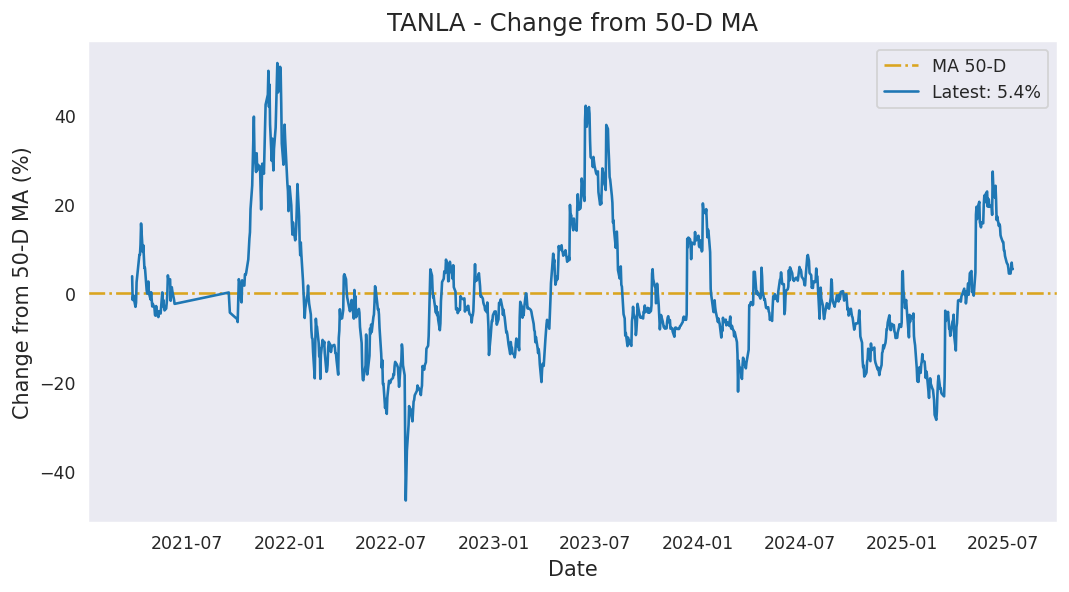 TANLA - Change from 50-D MA
MA 50-D
Latest: 5.4%
Change from 50-D MA (%)
40
20
0
−20
−40
2021-07
2022-01
2022-07
2023-01
2023-07
2024-01
2024-07
2025-01
2025-07
Date